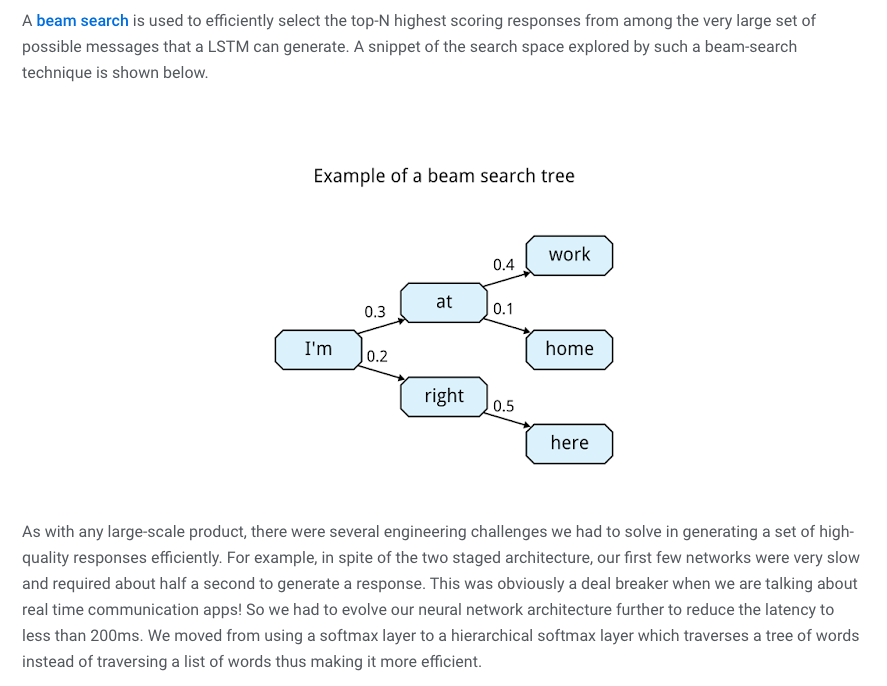 A beam search is used to efficiently select the top-N highest scoring responses from among the very large set of
possible messages that a LSTM can generate. A snippet of the search space explored by such a beam-search
technique is shown below.
Example of a beam search tree
work
0.4
at
0.3
0.1
I'm
home
0.2
right
0.5
here
As with any large-scale product, there were several engineering challenges we had to solve in generating a set of high-
quality responses efficiently. For example, in spite of the two staged architecture, our first few networks were very slow
and required about half a second to generate a response. This was obviously a deal breaker when we are talking about
real time communication apps! So we had to evolve our neural network architecture further to reduce the latency to
less than 200ms. We moved from using a softmax layer to a hierarchical softmax layer which traverses a tree of words
instead of traversing a list of words thus making it more efficient.